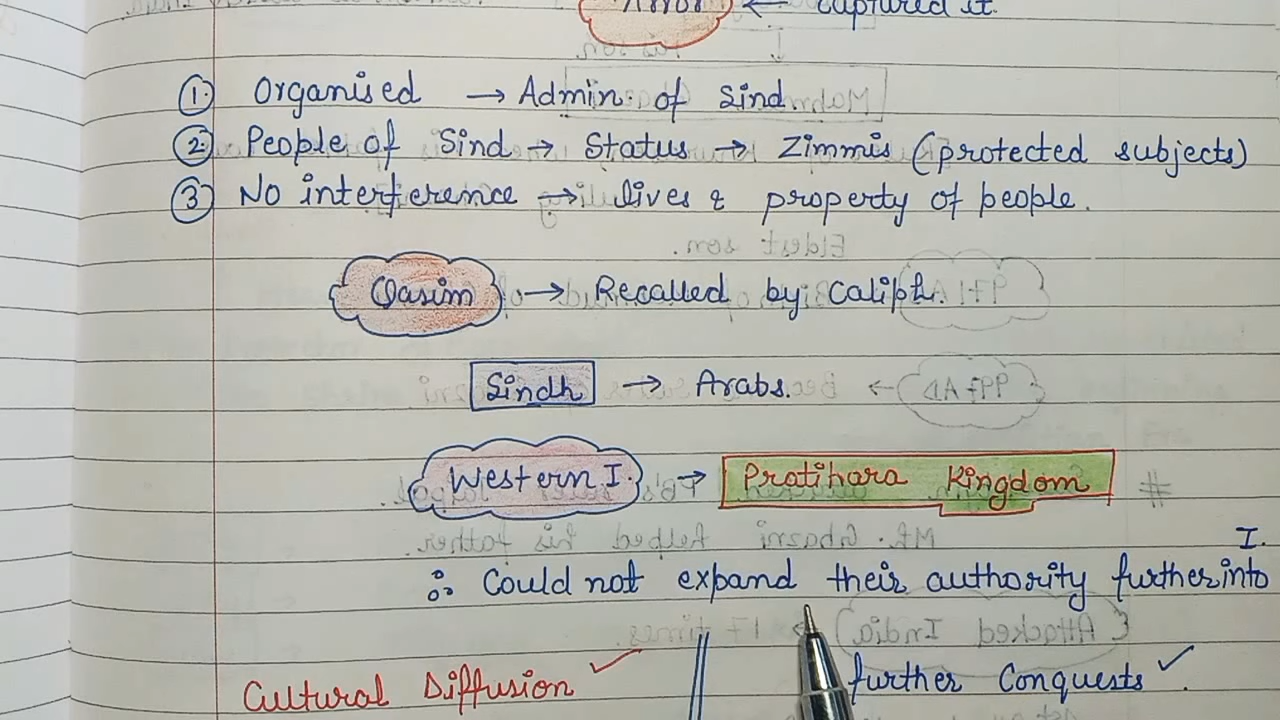 Arror ← captured it.
① Organised → Admin. of Sind.
② People of Sind → Status → Zimmis (protected subjects)
③ No interference → lives & property of people.
Qasim → Recalled by Caliph.
Sindh → Arabs.
Western I. → Pratihara Kingdom
I.
∴ Could not expand their authority further into
Cultural Diffusion ✓ further Conquests ✓.